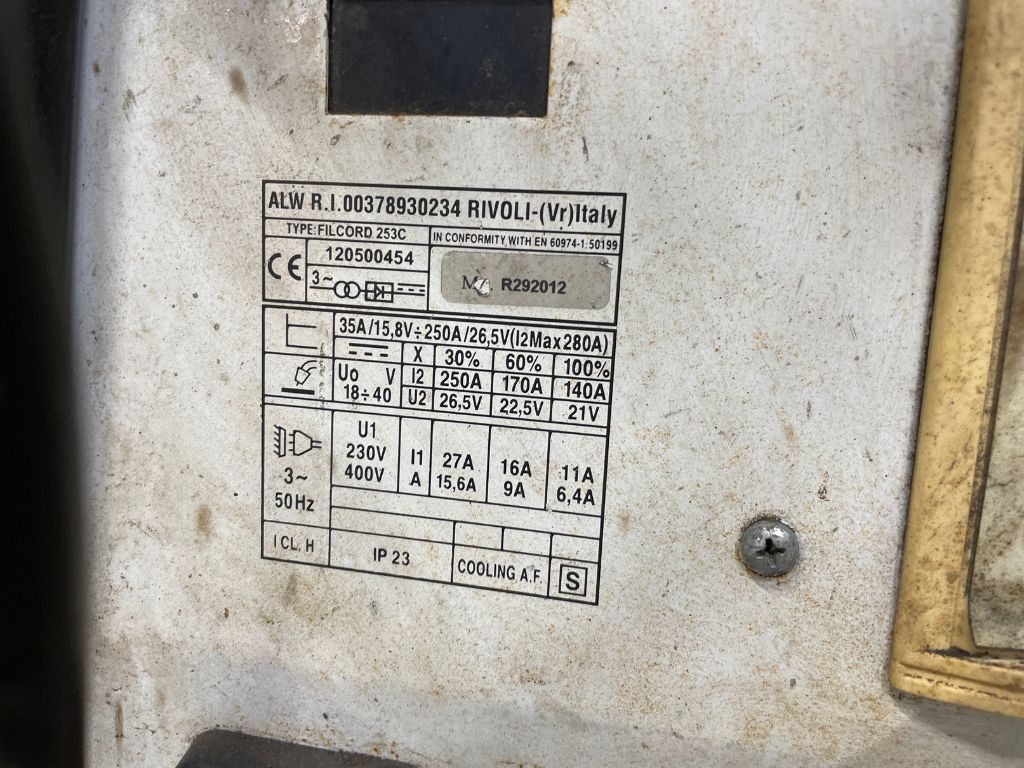 ALW R.I.00378930234 RIVOLI-(Vr)Italy
TYPE:FILCORD 253C
IN CONFORMITY WITH EN 60974-1: 50199
CE
120500454
R292012
3~
35A/15,8V÷250A/26,5V(I2Max280A)
X 30% 60% 100%
Uo V
18÷40
I2 250A 170A 140A
U2 26,5V 22,5V 21V
3~
50Hz
U1
230V
400V
I1
A
27A 16A 11A
15,6A 9A 6,4A
I CL. H
IP 23
COOLING A.F.
S